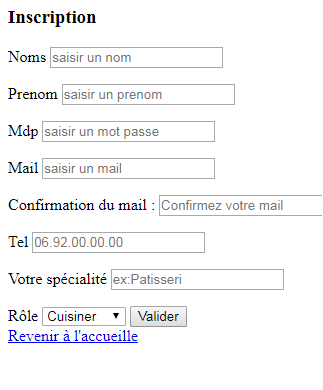 Inscription
Noms saisir un nom
Prenom saisir un prenom
Mdp saisir un mot passe
Mail saisir un mail
Confirmation du mail : Confirmez votre mail
Tel 06.92.00.00.00
Votre spécialité ex:Patisseri
Rôle Cuisiner Valider
Revenir à l'accueille